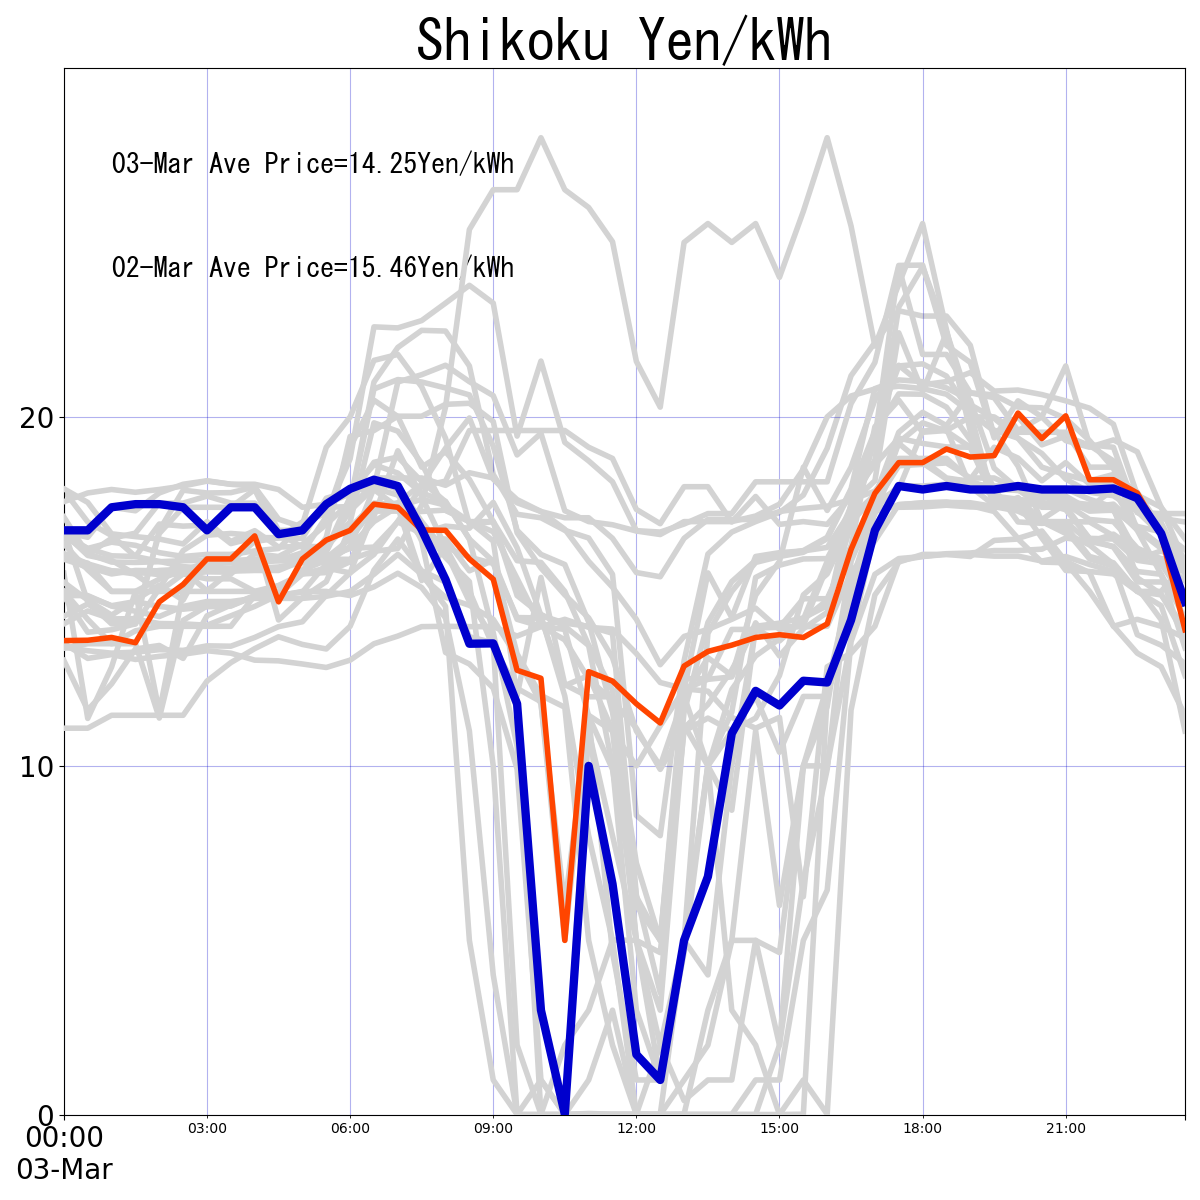 Shikoku Yen/kWh
03-Mar Ave Price=14.25Yen/kWh
02-Mar Ave Price=15.46Yen/kWh
20
10
0
00:00 03:00 06:00 09:00 12:00 15:00 18:00 21:00
03-Mar